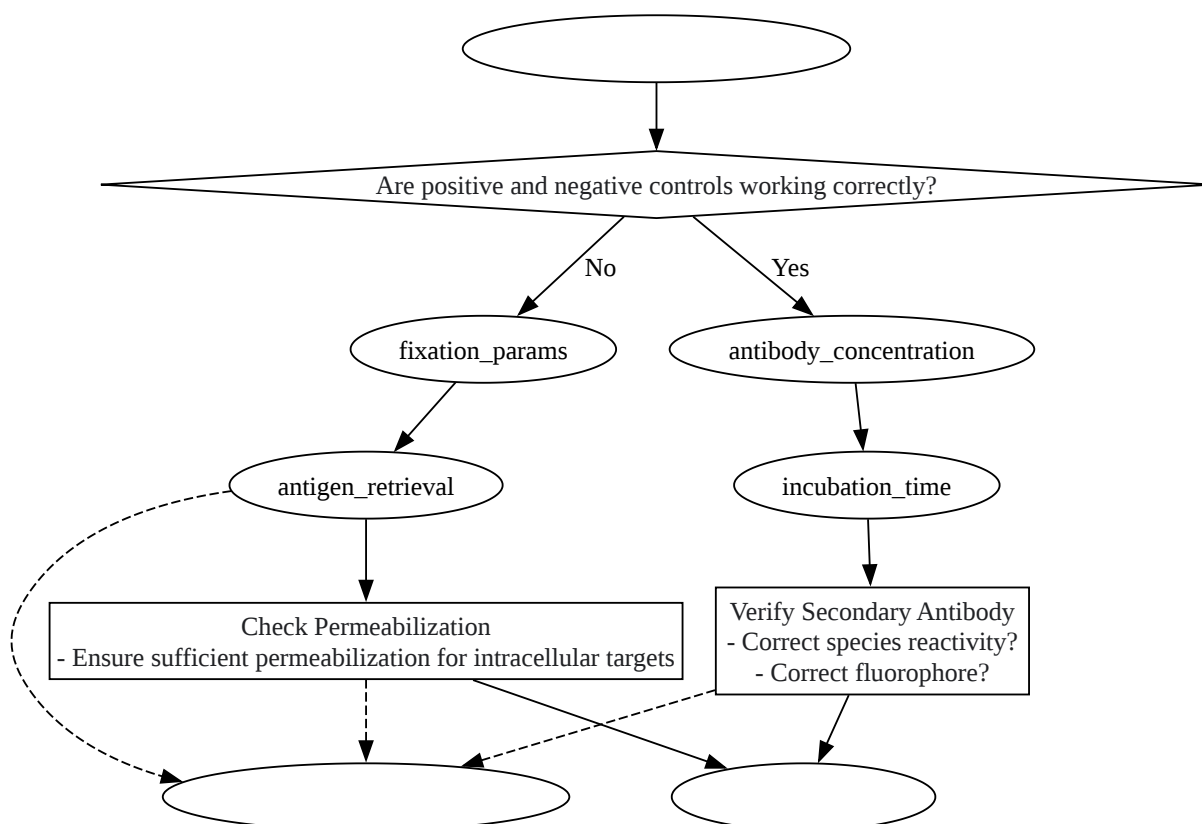 Are positive and negative controls working correctly?
No
Yes
fixation_params
antibody_concentration
antigen_retrieval
incubation_time
Check Permeabilization
- Ensure sufficient permeabilization for intracellular targets
Verify Secondary Antibody
- Correct species reactivity?
- Correct fluorophore?